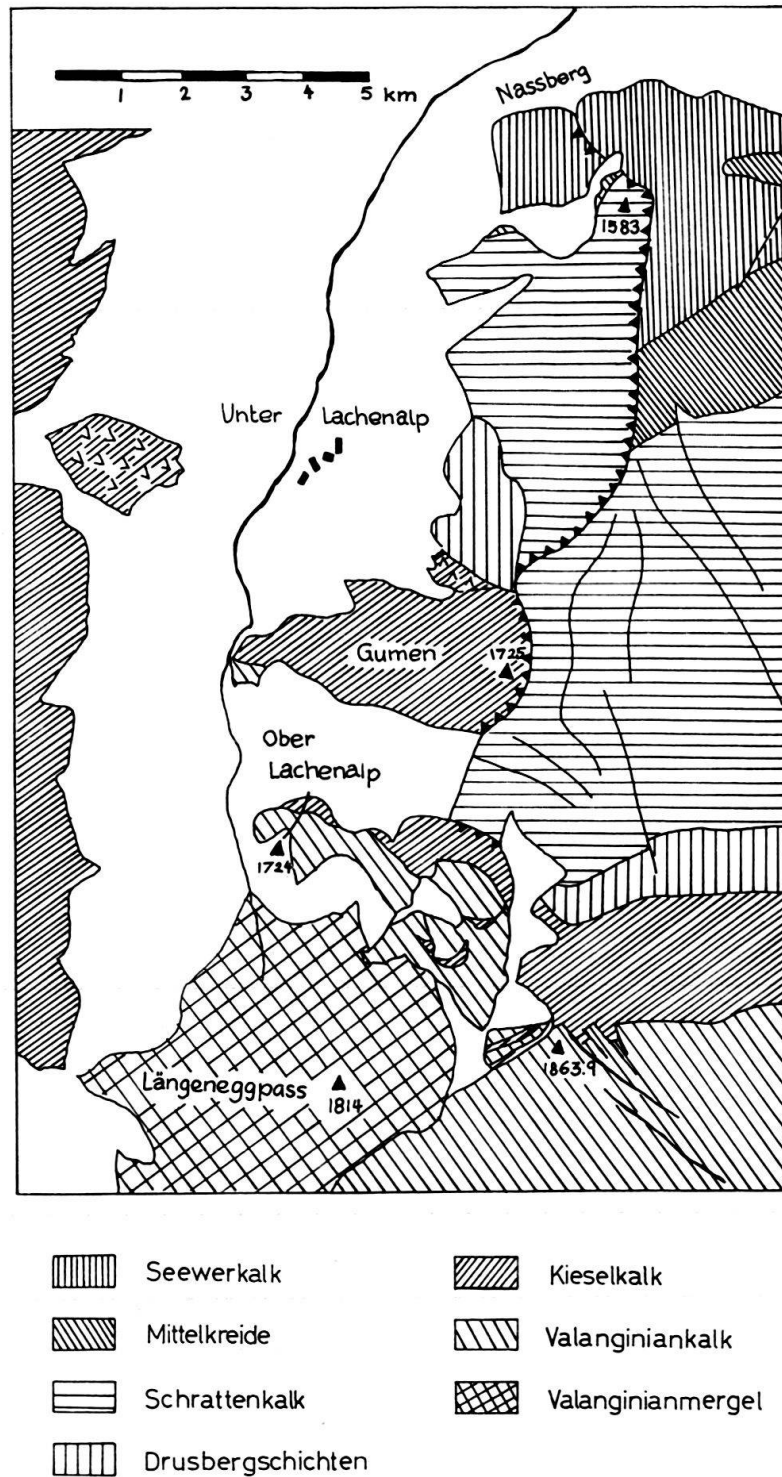 1 2 3 4 5 km
Nassberg
1583
Unter Lachenalp
Gumen
1725
Ober
Lachenalp
1724
Längeneggpass
1814
1863.9
Seewerkalk
Mittelkreide
Schrattenkalk
Drusbergschichten
Kieselkalk
Valanginiankalk
Valanginianmergel